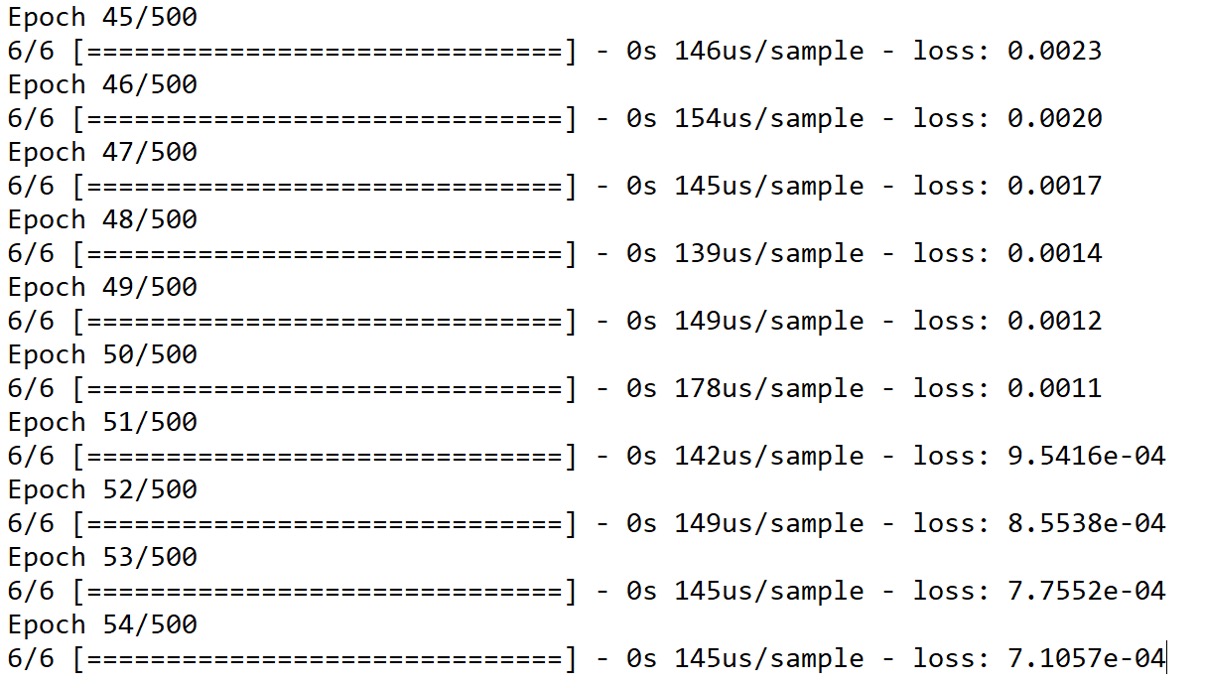 Epoch 45/500
6/6 [==============================] - 0s 146us/sample - loss: 0.0023
Epoch 46/500
6/6 [==============================] - 0s 154us/sample - loss: 0.0020
Epoch 47/500
6/6 [==============================] - 0s 145us/sample - loss: 0.0017
Epoch 48/500
6/6 [==============================] - 0s 139us/sample - loss: 0.0014
Epoch 49/500
6/6 [==============================] - 0s 149us/sample - loss: 0.0012
Epoch 50/500
6/6 [==============================] - 0s 178us/sample - loss: 0.0011
Epoch 51/500
6/6 [==============================] - 0s 142us/sample - loss: 9.5416e-04
Epoch 52/500
6/6 [==============================] - 0s 149us/sample - loss: 8.5538e-04
Epoch 53/500
6/6 [==============================] - 0s 145us/sample - loss: 7.7552e-04
Epoch 54/500
6/6 [==============================] - 0s 145us/sample - loss: 7.1057e-04